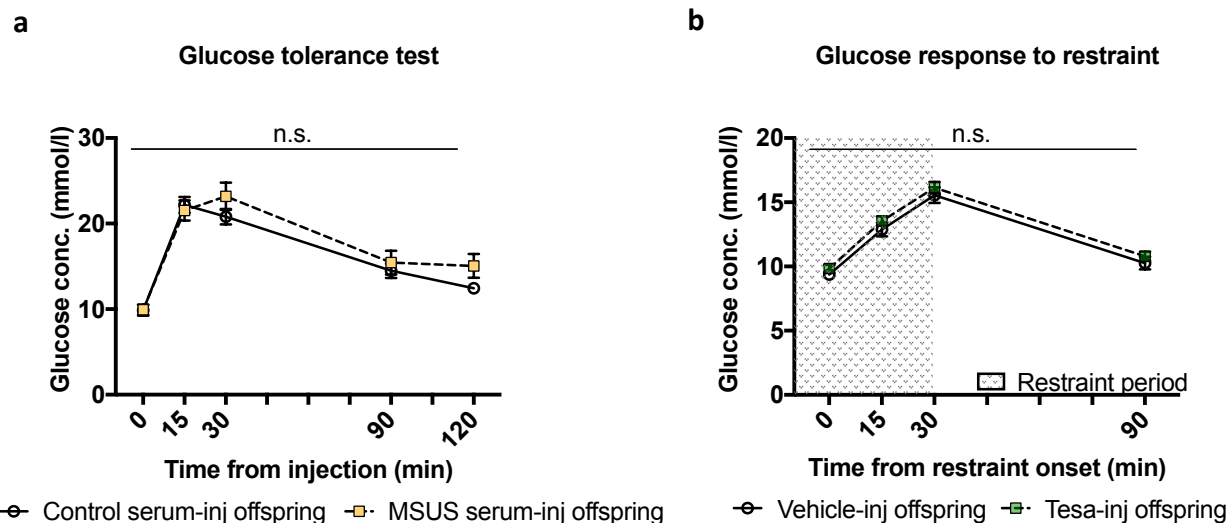 a
Glucose tolerance test
Glucose conc. (mmol/l)
30
20
10
0
n.s.
0 15 30 90 120
Time from injection (min)
Control serum-inj offspring MSUS serum-inj offspring
b
Glucose response to restraint
Glucose conc. (mmol/l)
20
15
10
5
0
n.s.
Restraint period
0 15 30 90
Time from restraint onset (min)
Vehicle-inj offspring Tesa-inj offspring